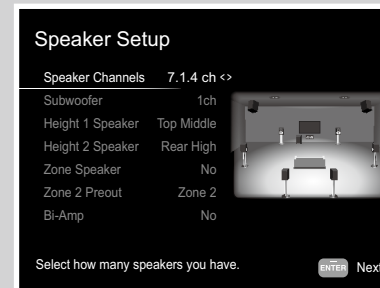 Speaker Setup
Speaker Channels 7.1.4 ch <>
Subwoofer 1ch
Height 1 Speaker Top Middle
Height 2 Speaker Rear High
Zone Speaker No
Zone 2 Preout Zone 2
Bi-Amp No
Select how many speakers you have.
ENTER Next